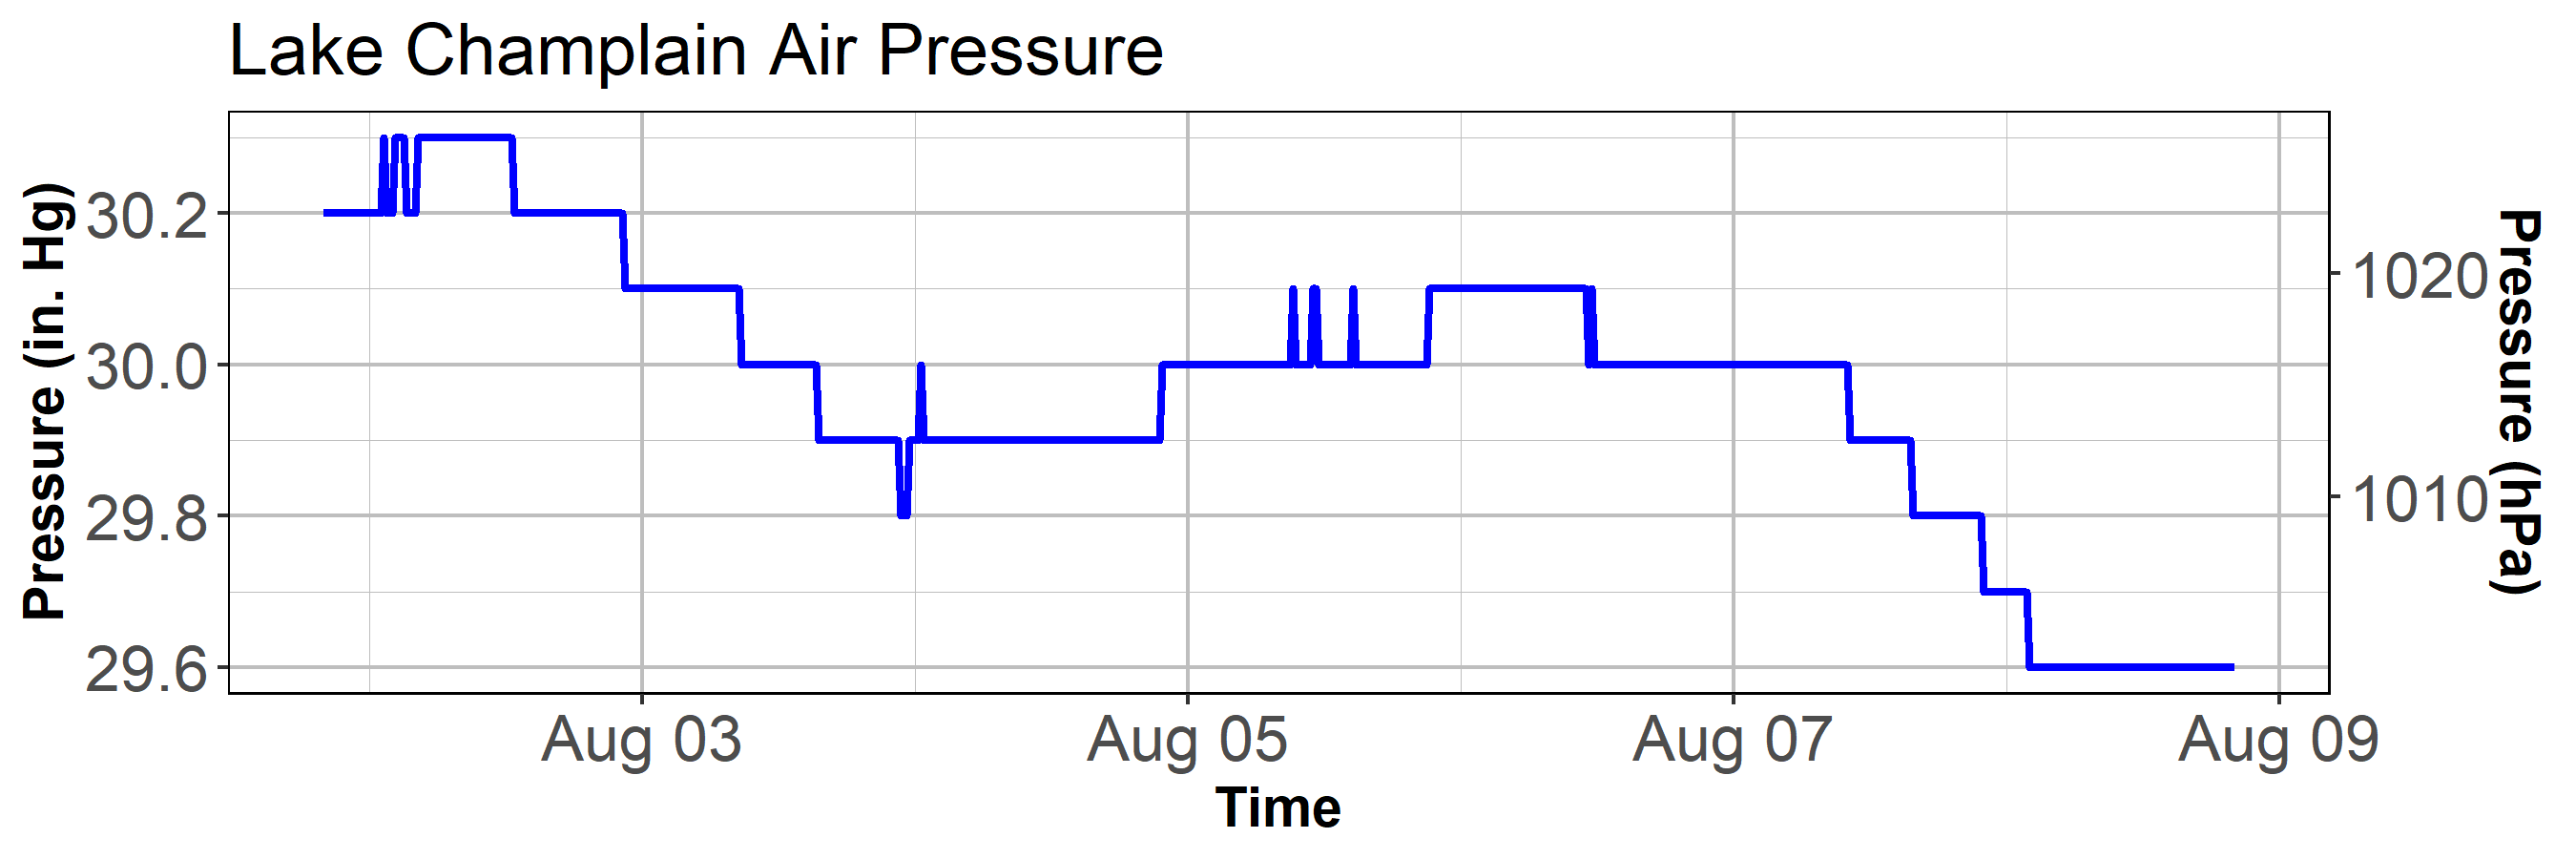 Lake Champlain Air Pressure
Pressure (in. Hg)
30.2
30.0
29.8
29.6
1020
1010
Pressure (hPa)
Aug 03
Aug 05
Aug 07
Aug 09
Time